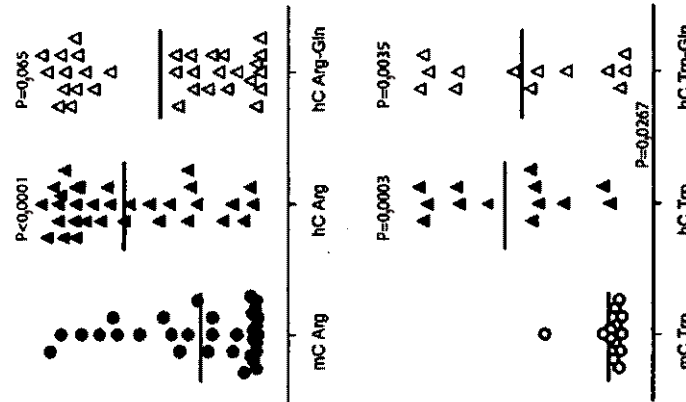 P<0,0001 P=0,065
mC Arg hC Arg hC Arg-Gln
P=0,0003 P=0,0035
P=0,0267
mC Trp hC Trp hC Trp-Gln